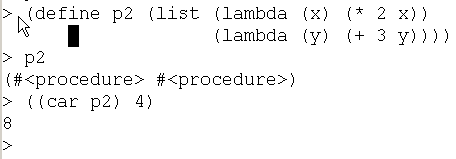 > (define p2 (list (lambda (x) (* 2 x))
(lambda (y) (+ 3 y))))
> p2
(#<procedure> #<procedure>)
> ((car p2) 4)
8
>